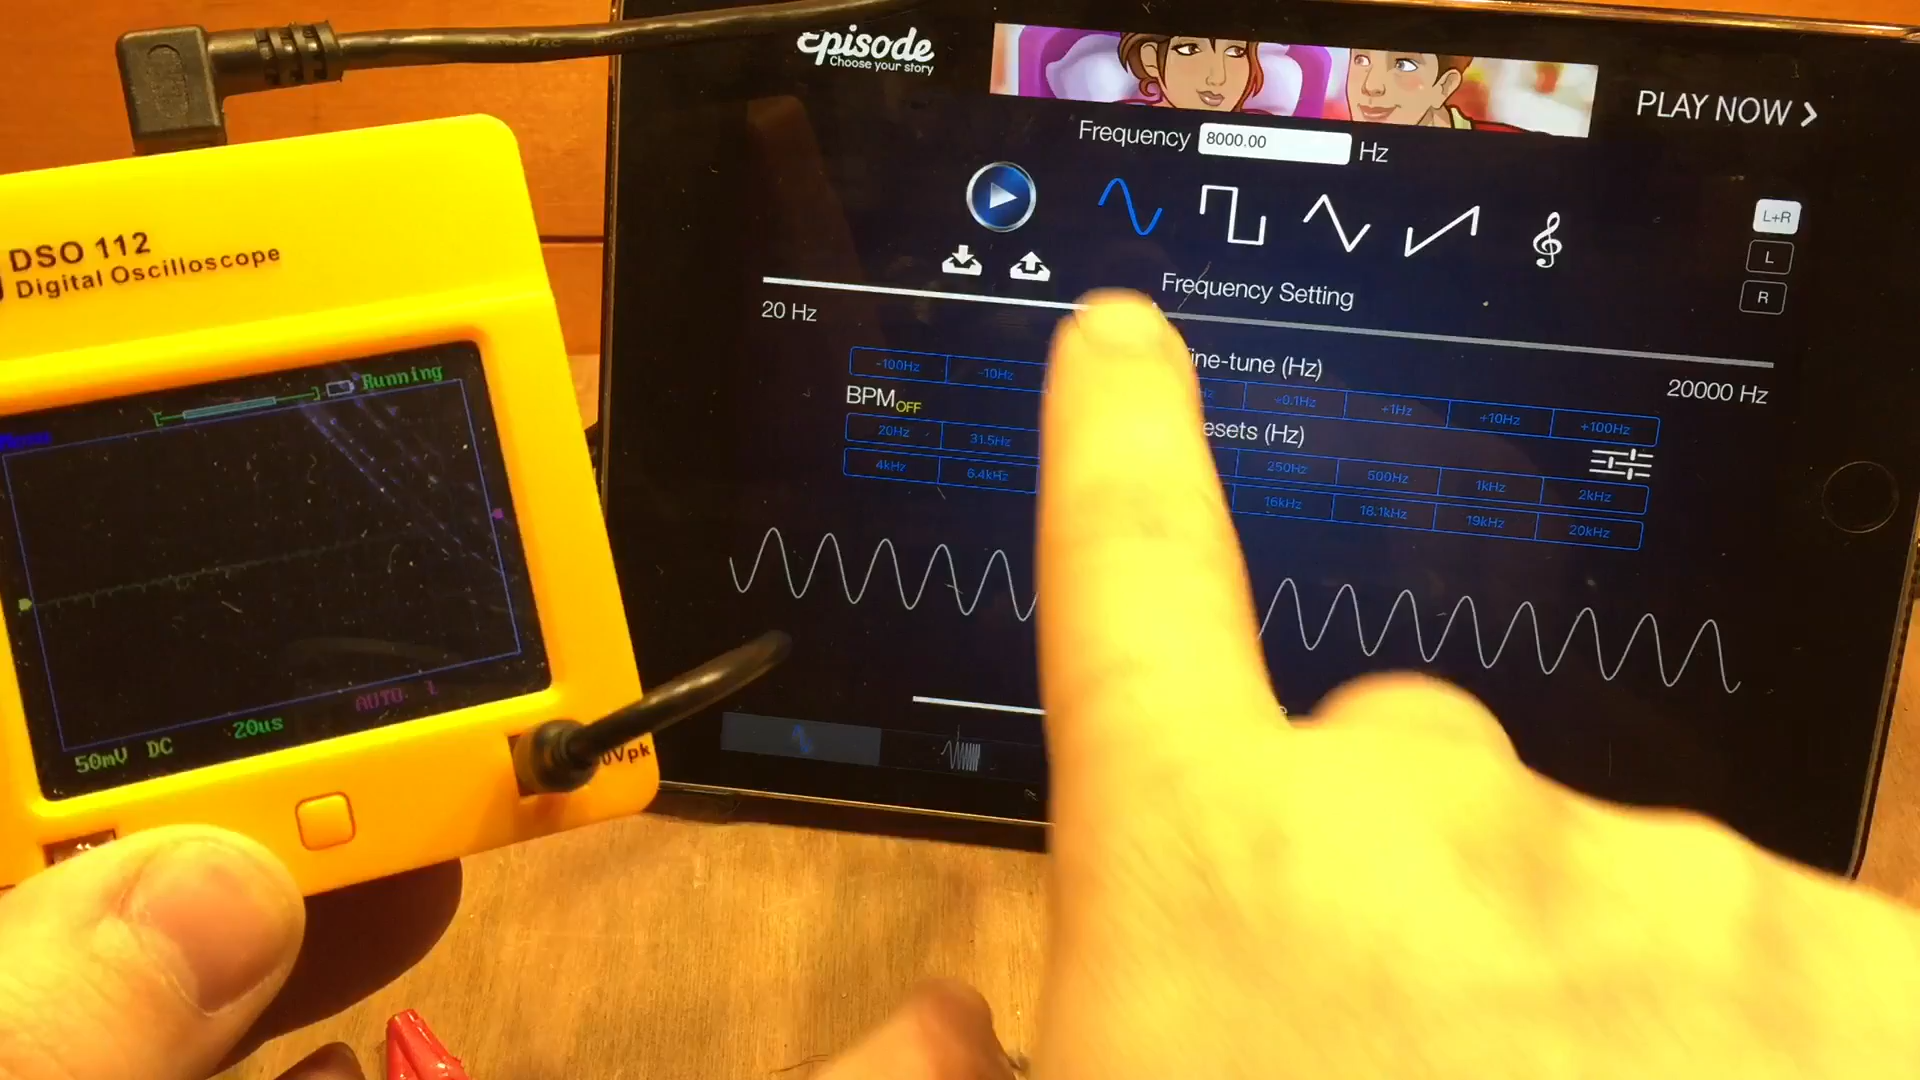 DSO 112
Digital Oscilloscope
Running
AUTO
50mV DC
20us
Vpk
Episode
Choose your story
PLAY NOW >
Frequency 8000.00 Hz
L+R
L
R
Frequency Setting
20 Hz
20000 Hz
ine-tune (Hz)
-100Hz -10Hz
+0.1Hz +1Hz +10Hz +100Hz
BPM OFF
esets (Hz)
20Hz 31.5Hz
250Hz 500Hz 1kHz 2kHz
4kHz 6.4kHz
16kHz 18.1kHz 19kHz 20kHz